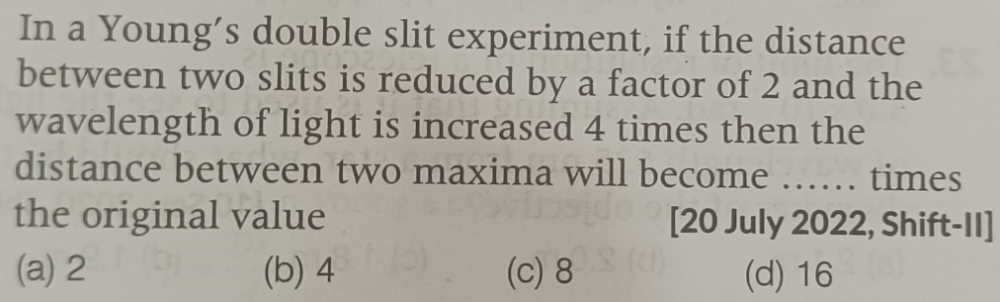 In a Young's double slit experiment, if the distance
between two slits is reduced by a factor of 2 and the
wavelength of light is increased 4 times then the
distance between two maxima will become ...... times
the original value [20 July 2022, Shift-II]
(a) 2 (b) 4 (c) 8 (d) 16